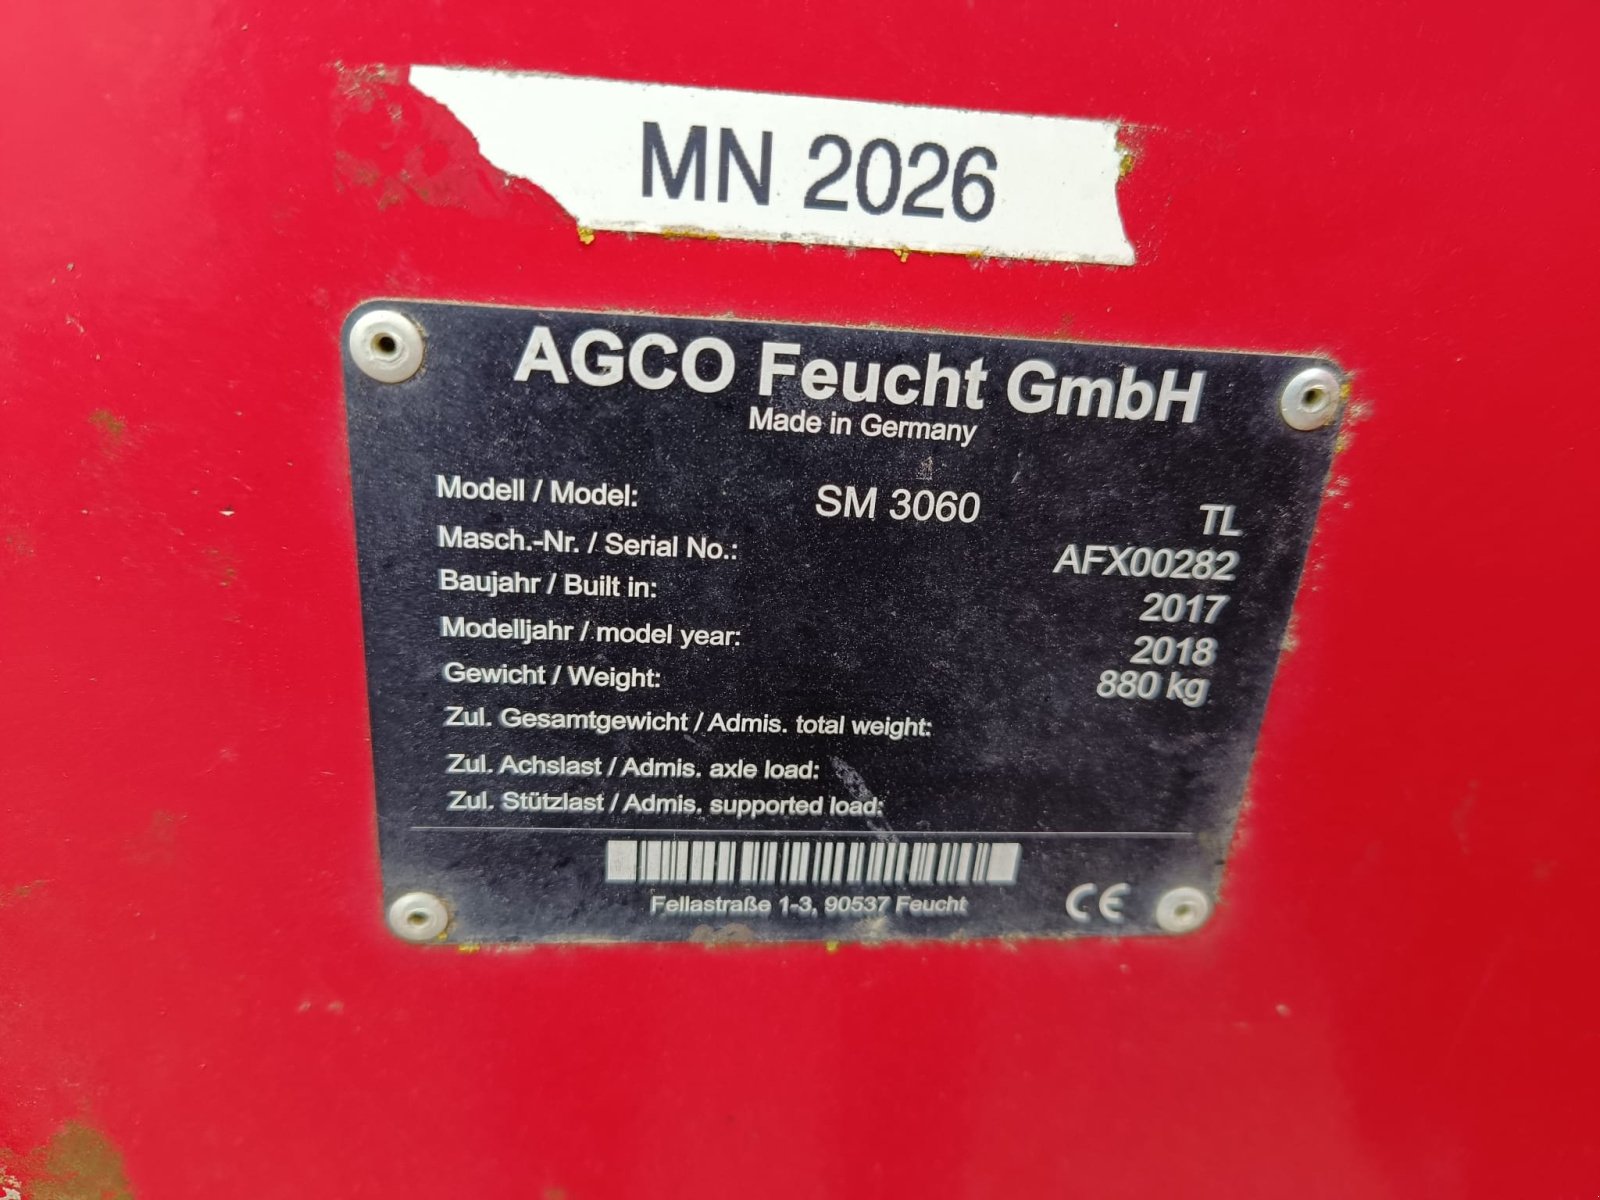 MN 2026
AGCO Feucht GmbH
Made in Germany
Modell / Model: SM 3060 TL
Masch.-Nr. / Serial No.: AFX00282
Baujahr / Built in: 2017
Modelljahr / model year: 2018
Gewicht / Weight: 880 kg
Zul. Gesamtgewicht / Admis. total weight:
Zul. Achslast / Admis. axle load:
Zul. Stützlast / Admis. supported load:
Fellastraße 1-3, 90537 Feucht
CE